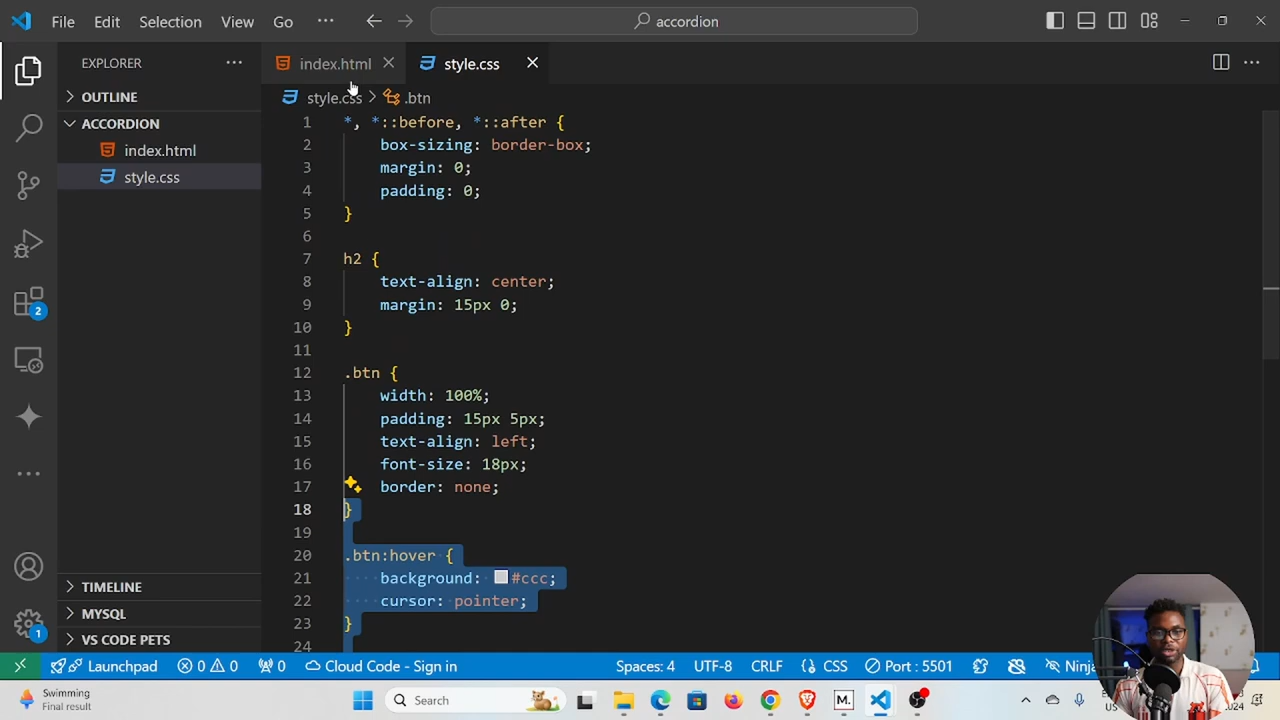 File Edit Selection View Go ··· accordion
EXPLORER ···
index.html
style.css
style.css > .btn
OUTLINE
ACCORDION
index.html
style.css
1 *, *::before, *::after {
2 box-sizing: border-box;
3 margin: 0;
4 padding: 0;
5 }
6
7 h2 {
8 text-align: center;
9 margin: 15px 0;
10 }
11
12 .btn {
13 width: 100%;
14 padding: 15px 5px;
15 text-align: left;
16 font-size: 18px;
17 border: none;
18 }
19
20 .btn:hover {
21 background: #ccc;
22 cursor: pointer;
23 }
24
2
1
TIMELINE
MYSQL
VS CODE PETS
Launchpad 0 0 0 Cloud Code - Sign in Spaces: 4 UTF-8 CRLF {} CSS Port : 5501 Ninja
Swimming
Final result
Search
M.